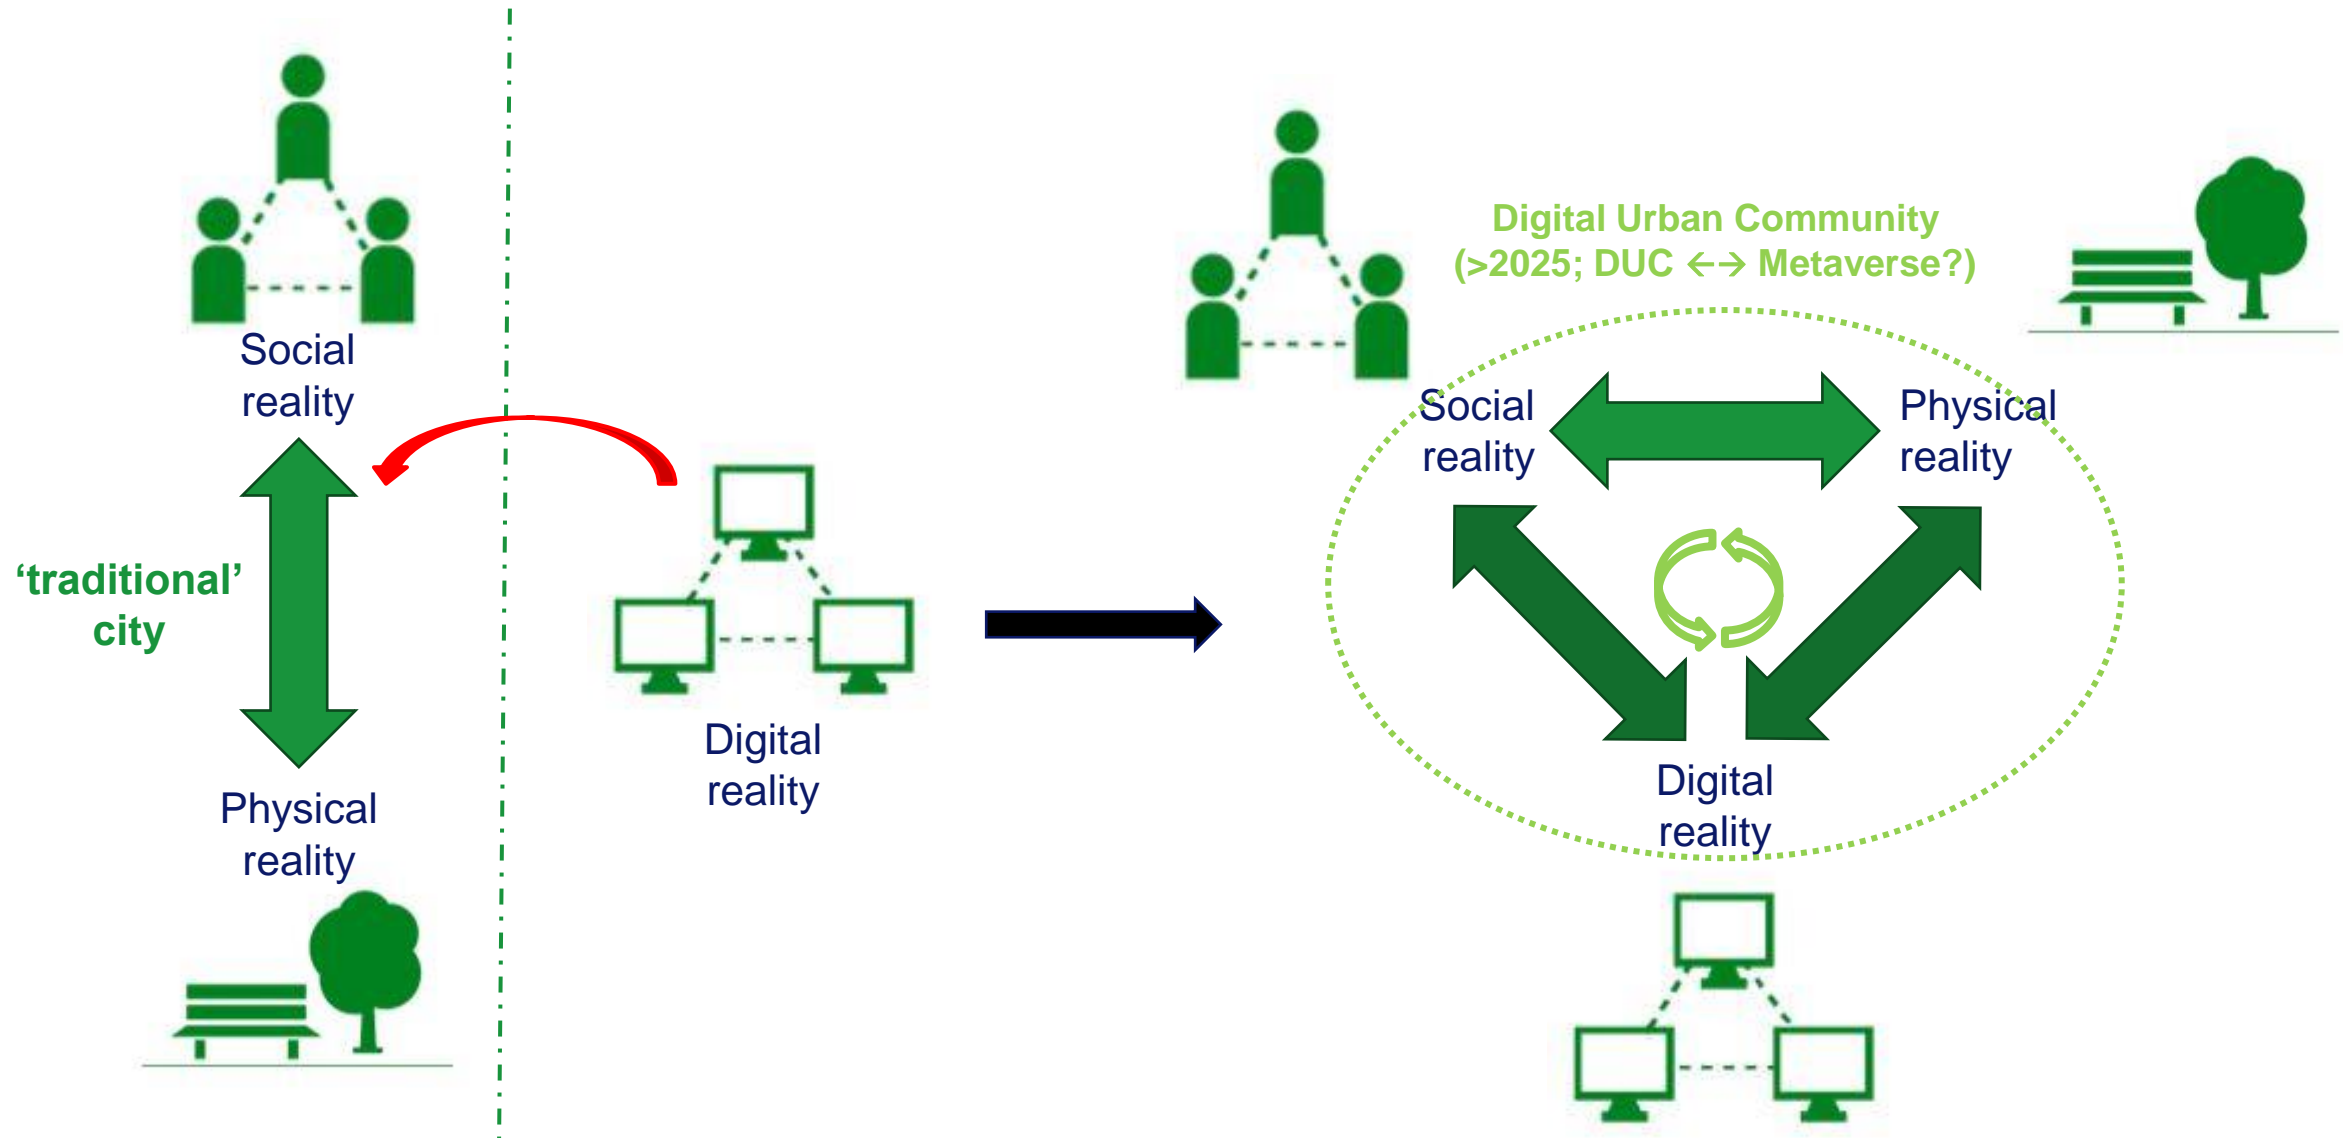 Social
reality
‘traditional’
city
Physical
reality
Digital
reality
Digital Urban Community
(>2025; DUC ←→ Metaverse?)
Social
reality
Physical
reality
Digital
reality